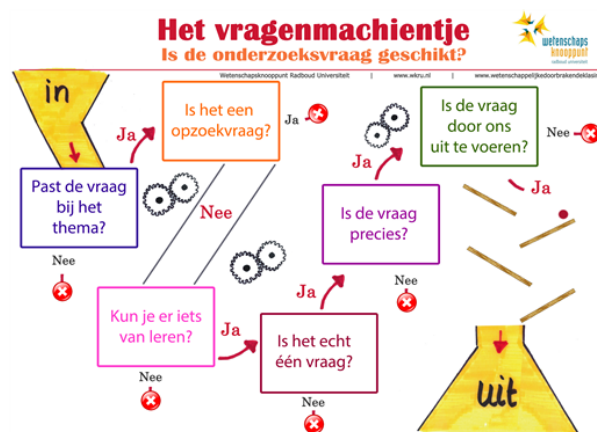 Het vragenmachientje
Is de onderzoeksvraag geschikt?
wetenschaps
knooppunt
radboud universiteit
Wetenschapsknooppunt Radboud Universiteit | www.wkru.nl | www.wetenschappelijkedoorbrakendeklasin
in
Past de vraag
bij het
thema?
Nee
Ja
Is het een
opzoekvraag?
Ja
Nee
Kun je er iets
van leren?
Nee
Ja
Is het echt
één vraag?
Nee
Ja
Is de vraag
precies?
Nee
Ja
Is de vraag
door ons
uit te voeren?
Nee
Ja
uit